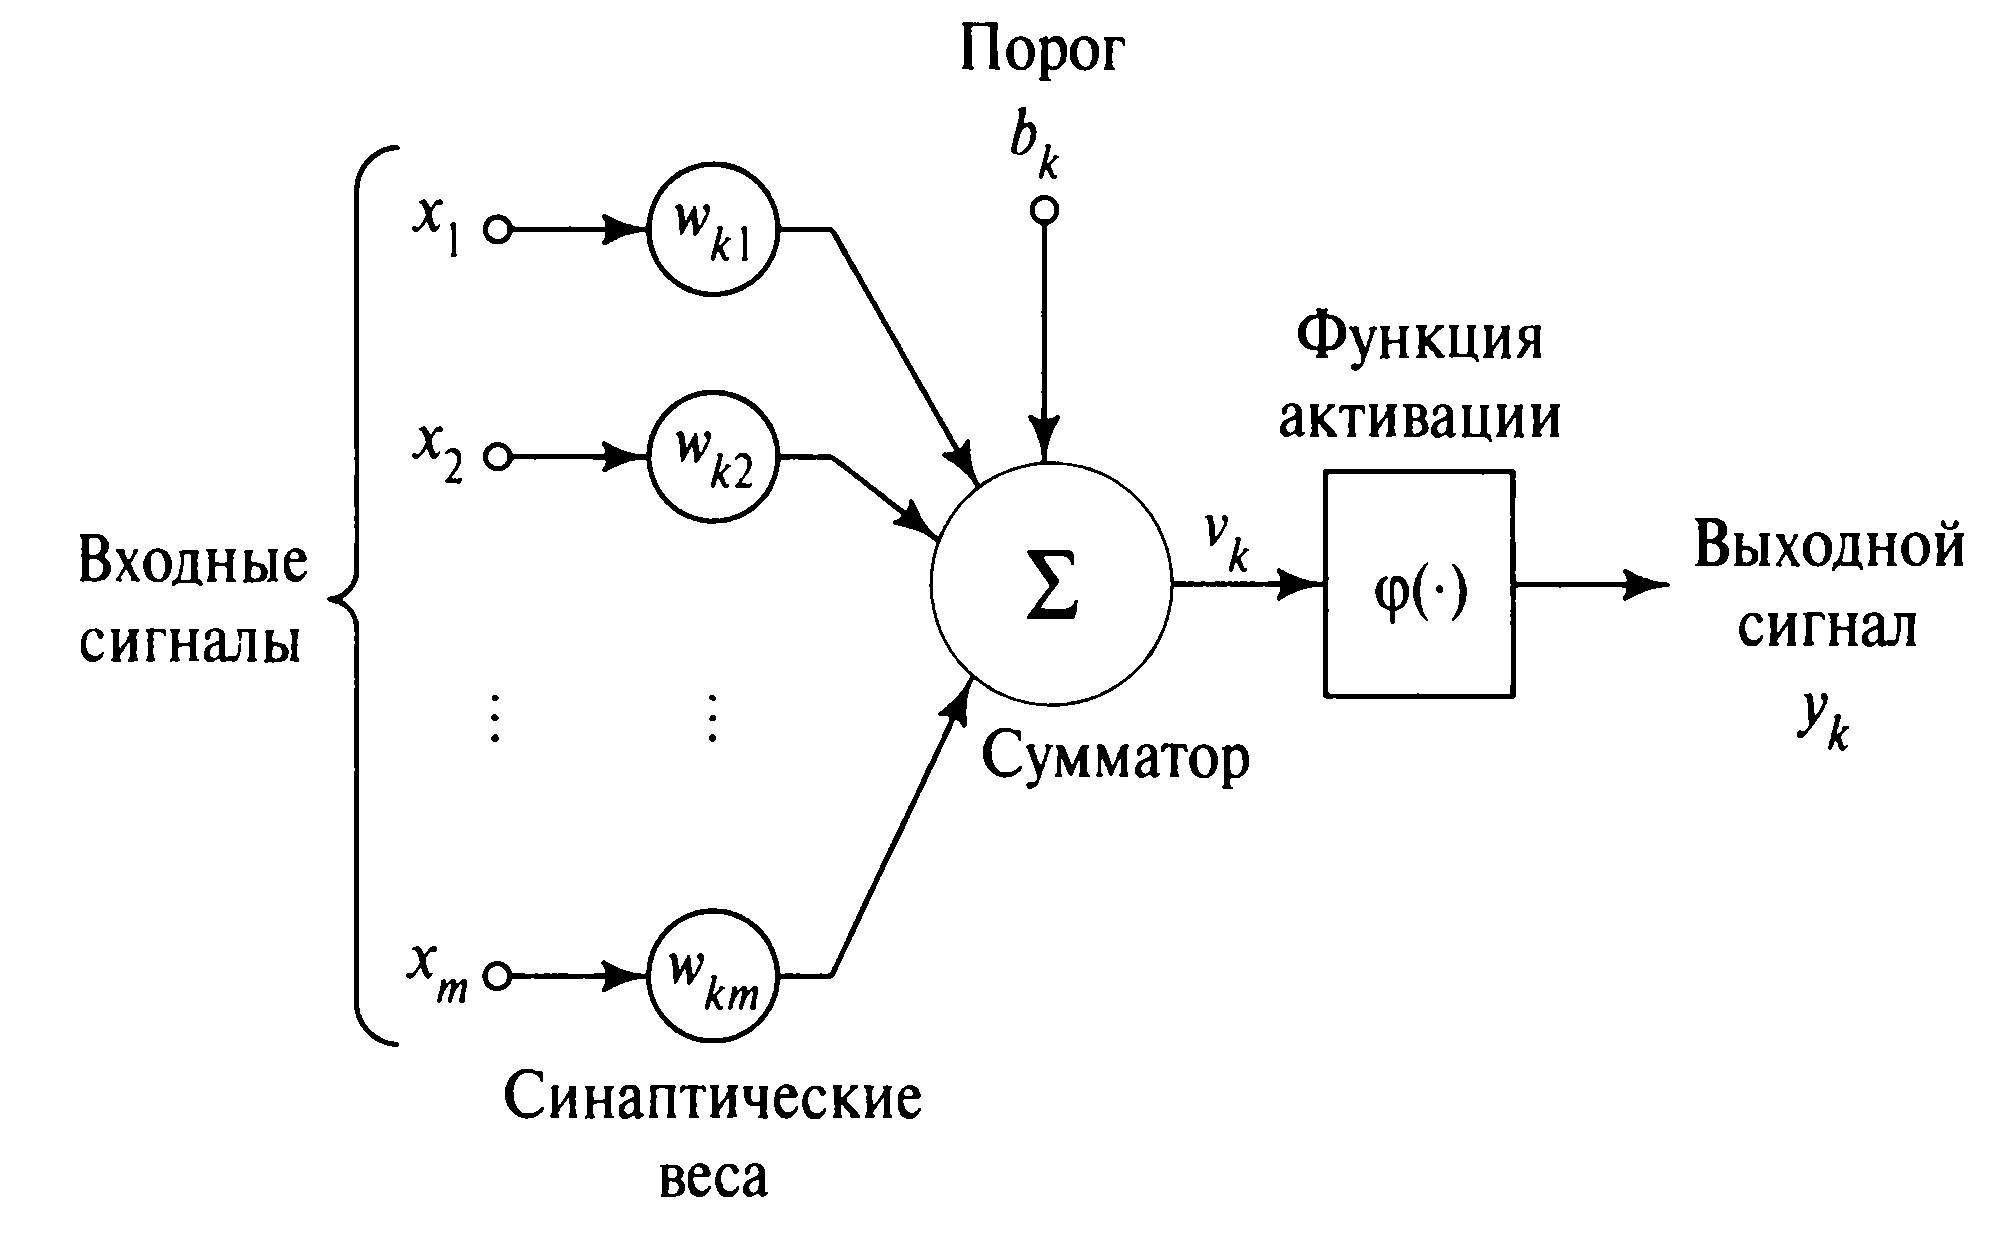 Порог
b_k
x_1
w_k1
Функция
активации
x_2
w_k2
Входные
сигналы
Σ
v_k
φ(·)
Выходной
сигнал
y_k
⋮ ⋮
Сумматор
x_m
w_km
Синаптические
веса